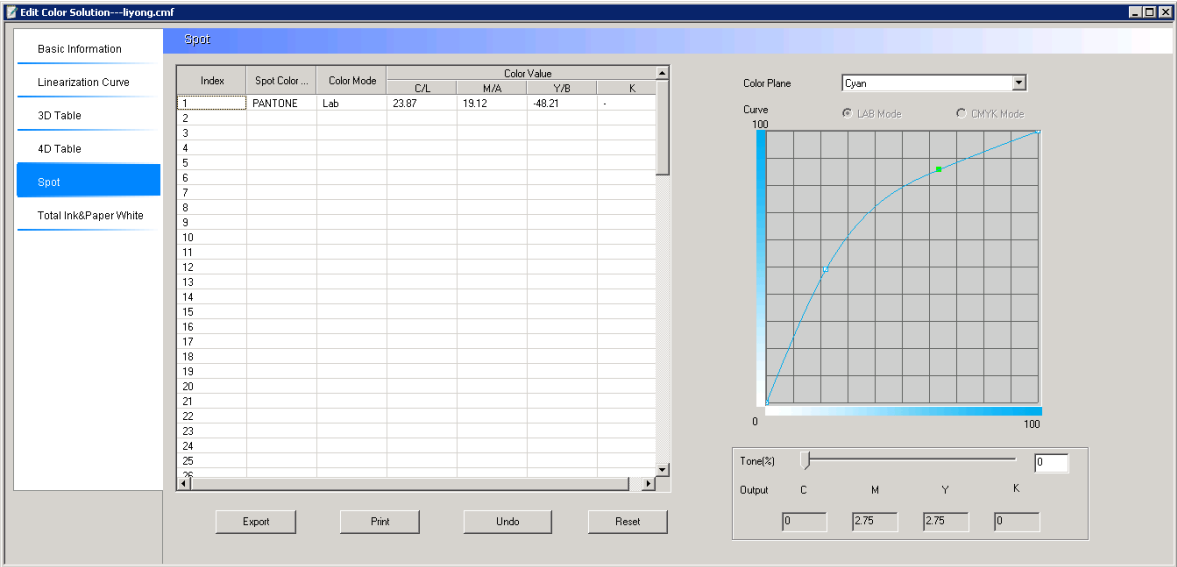 Edit Color Solution---liyong.cmf
Basic Information
Linearization Curve
3D Table
4D Table
Spot
Total Ink&Paper White
Spot
Index Spot Color ... Color Mode Color Value
C/L M/A Y/B K
1 PANTONE Lab 23.87 19.12 -48.21 -
2
3
4
5
6
7
8
9
10
11
12
13
14
15
16
17
18
19
20
21
22
23
24
25
26
Export Print Undo Reset
Color Plane Cyan
Curve LAB Mode CMYK Mode
100
0 100
Tone(%) 0
Output C M Y K
0 2.75 2.75 0